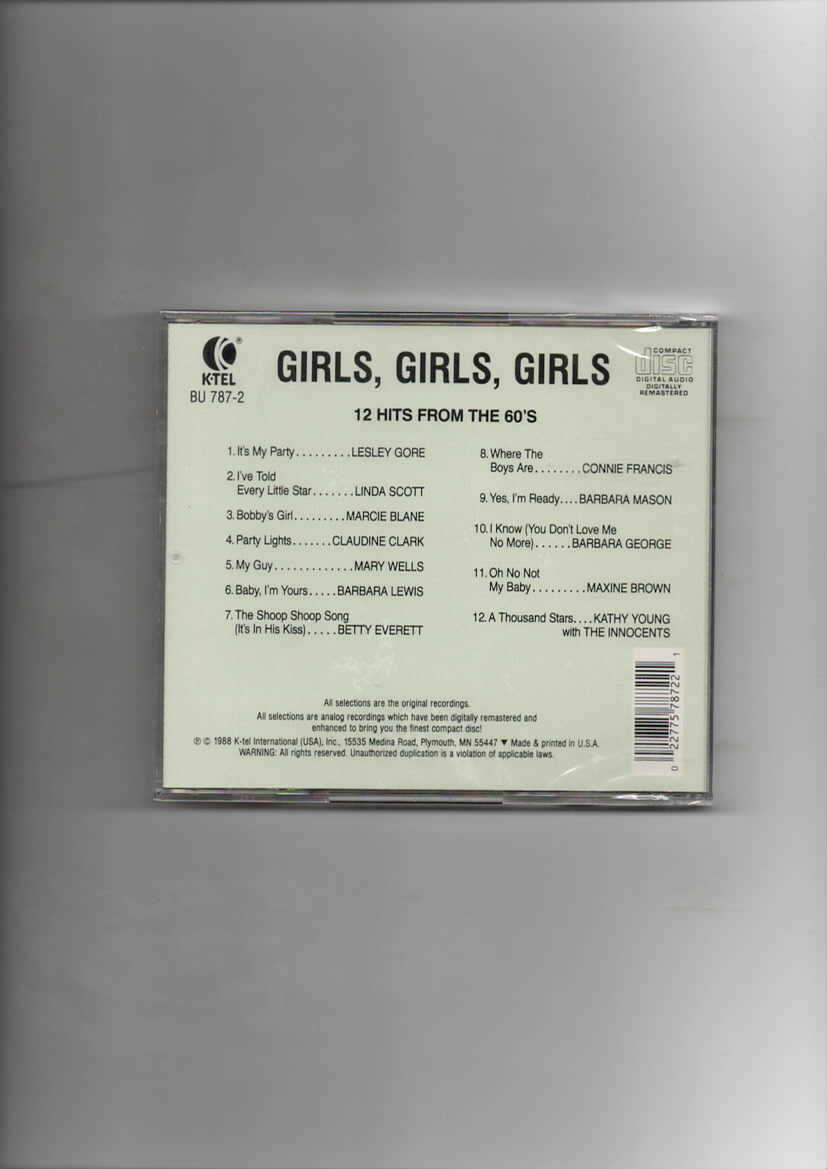 K-TEL®
BU 787-2
GIRLS, GIRLS, GIRLS
COMPACT
disc
DIGITAL AUDIO
DIGITALLY
REMASTERED
12 HITS FROM THE 60'S
1. It's My Party.........LESLEY GORE
2. I've Told
Every Little Star.......LINDA SCOTT
3. Bobby's Girl.........MARCIE BLANE
4. Party Lights.......CLAUDINE CLARK
5. My Guy.............MARY WELLS
6. Baby, I'm Yours.....BARBARA LEWIS
7. The Shoop Shoop Song
(It's In His Kiss).....BETTY EVERETT
8. Where The
Boys Are........CONNIE FRANCIS
9. Yes, I'm Ready....BARBARA MASON
10. I Know (You Don't Love Me
No More)......BARBARA GEORGE
11. Oh No Not
My Baby.........MAXINE BROWN
12. A Thousand Stars....KATHY YOUNG
with THE INNOCENTS
All selections are the original recordings.
All selections are analog recordings which have been digitally remastered and
enhanced to bring you the finest compact disc!
℗ © 1988 K-tel International (USA), Inc., 15535 Medina Road, Plymouth, MN 55447 ▼ Made & printed in U.S.A.
WARNING: All rights reserved. Unauthorized duplication is a violation of applicable laws.
0 22775 78722 1